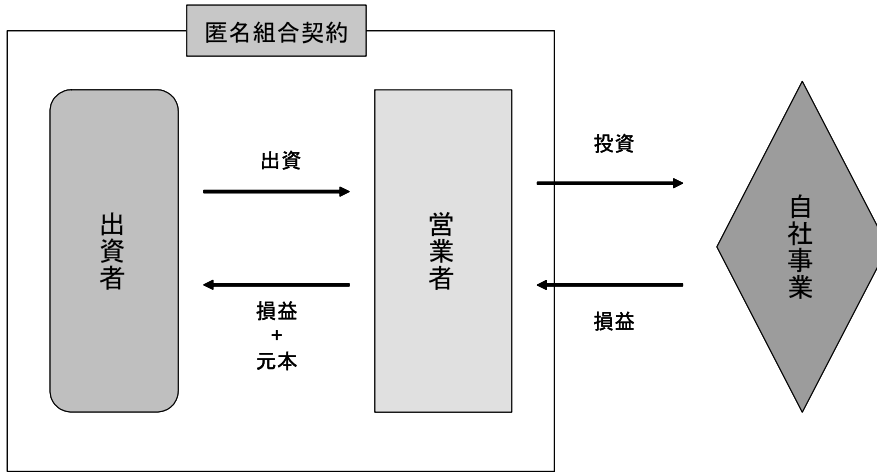 匿名組合契約
出資者
出資
損益
+
元本
営業者
投資
損益
自社事業